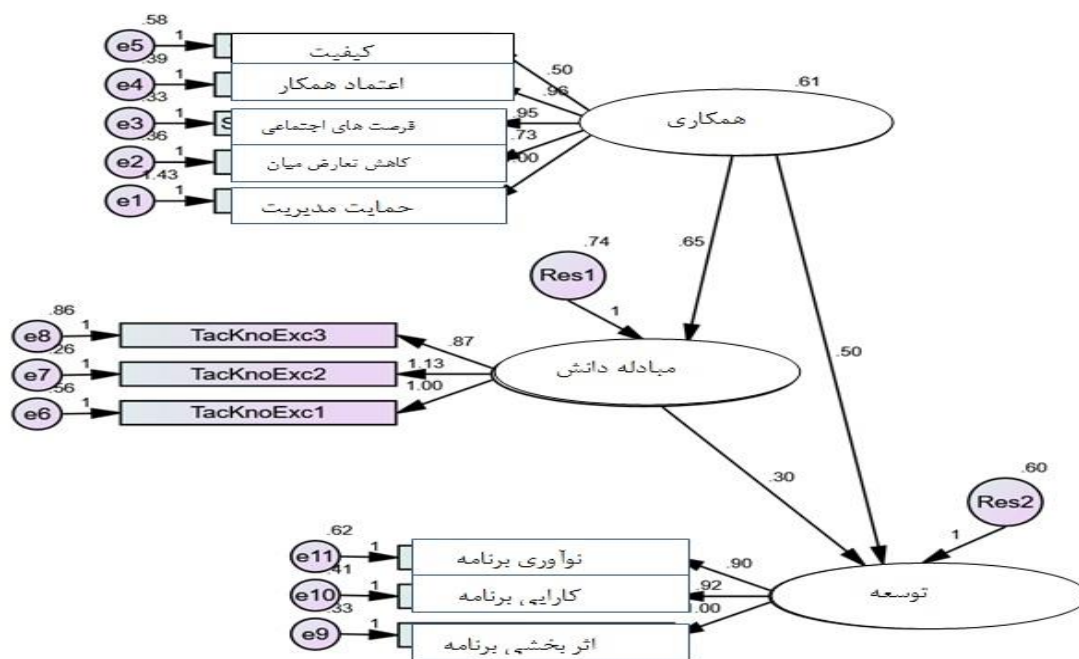 .58
e5 1 کیفیت .50
.39
e4 1 اعتماد همکار .96
.33
e3 1 S قرصت های اجتماعی .95
.36
e2 1 کاهش تعارض میان .73
1.43
e1 1 حمایت مدیریت .00
.61
همکاری
.65
.50
.74
Res1
1
مبادله دانش
.86
e8 1 TacKnoExc3 .87
.26
e7 1 TacKnoExc2 1.13
.56
e6 1 TacKnoExc1 1.00
.30
.60
Res2
1
توسعه
.62
e11 1 نوآوری برنامه .90
.41
e10 1 کارایی برنامه .92
.33
e9 1 اثر بخشی برنامه 1.00